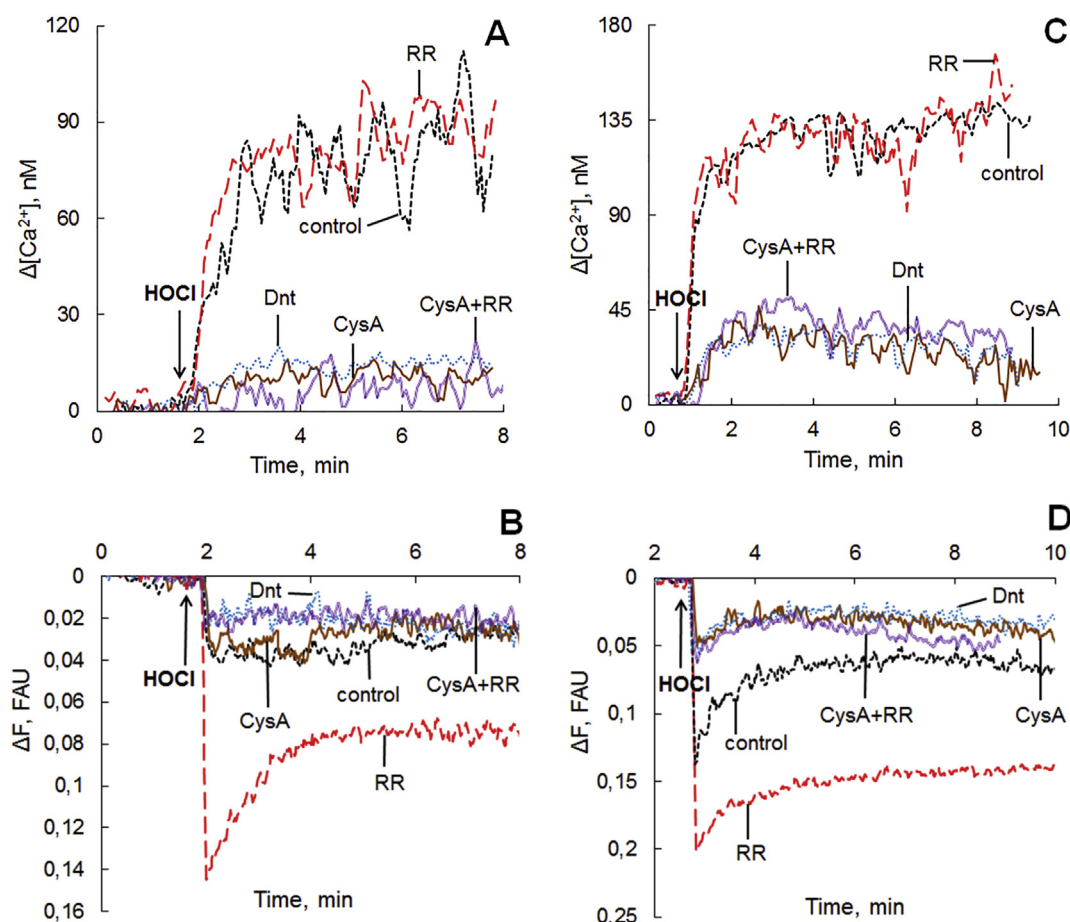 A
120
90
60
30
0
Δ[Ca²⁺], nM
RR
control
HOCl
Dnt
CysA
CysA+RR
0 2 4 6 8
Time, min
C
180
135
90
45
0
Δ[Ca²⁺], nM
RR
control
CysA+RR
Dnt
CysA
HOCl
0 2 4 6 8 10
Time, min
B
0 2 4 6 8
0
0,02
0,04
0,06
0,08
0,1
0,12
0,14
0,16
ΔF, FAU
Dnt
HOCl
CysA
control
CysA+RR
RR
Time, min
D
2 4 6 8 10
0
0,05
0,1
0,15
0,2
0,25
ΔF, FAU
Dnt
HOCl
control
CysA+RR
CysA
RR
Time, min